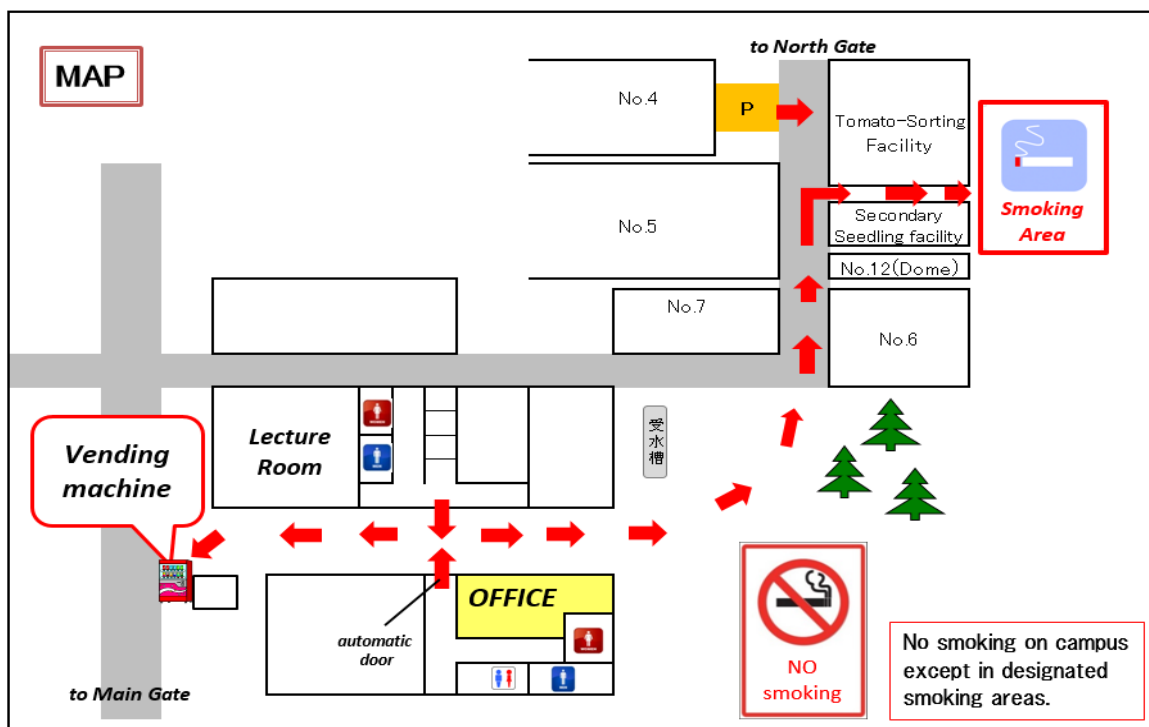 MAP
to North Gate
No.4
P
Tomato-Sorting
Facility
No.5
Secondary
Seedling facility
Smoking
Area
No.12(Dome)
No.7
No.6
Lecture
Room
受水槽
Vending
machine
OFFICE
automatic
door
to Main Gate
NO
smoking
No smoking on campus
except in designated
smoking areas.